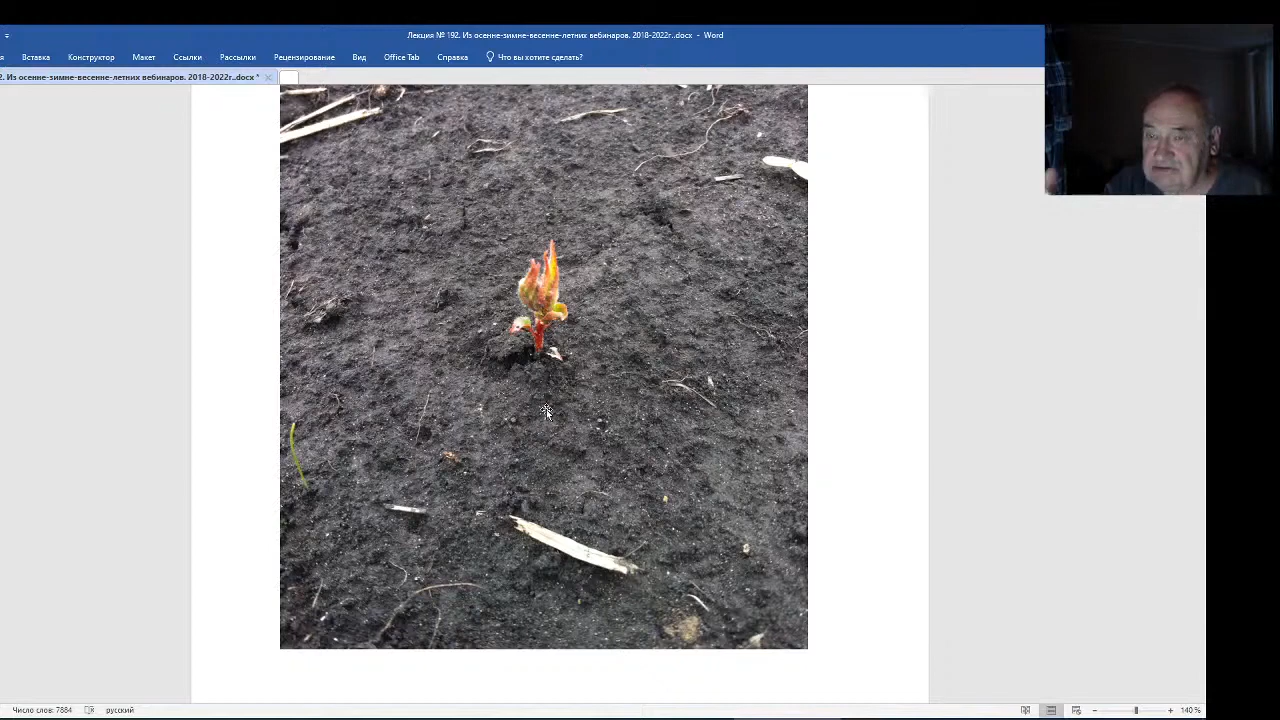 Лекция № 192. Из осенне-зимне-весенне-летних вебинаров. 2018-2022г..docx - Word
я Вставка Конструктор Макет Ссылки Рассылки Рецензирование Вид Office Tab Справка Что вы хотите сделать?
2. Из осенне-зимне-весенне-летних вебинаров. 2018-2022г..docx *
Число слов: 7884 русский 140 %